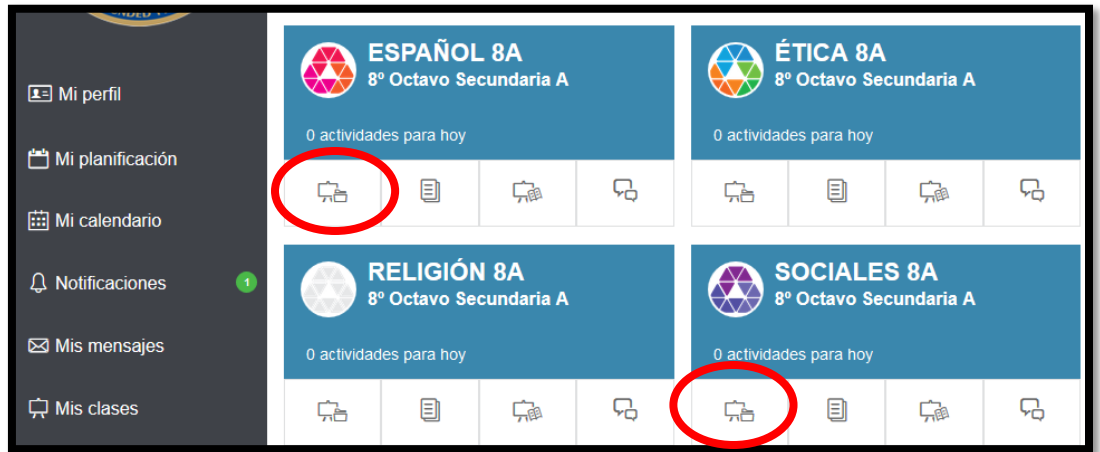 NDED
Mi perfil
Mi planificación
Mi calendario
Notificaciones 1
Mis mensajes
Mis clases
ESPAÑOL 8A
8º Octavo Secundaria A
0 actividades para hoy
ÉTICA 8A
8º Octavo Secundaria A
0 actividades para hoy
RELIGIÓN 8A
8º Octavo Secundaria A
0 actividades para hoy
SOCIALES 8A
8º Octavo Secundaria A
0 actividades para hoy